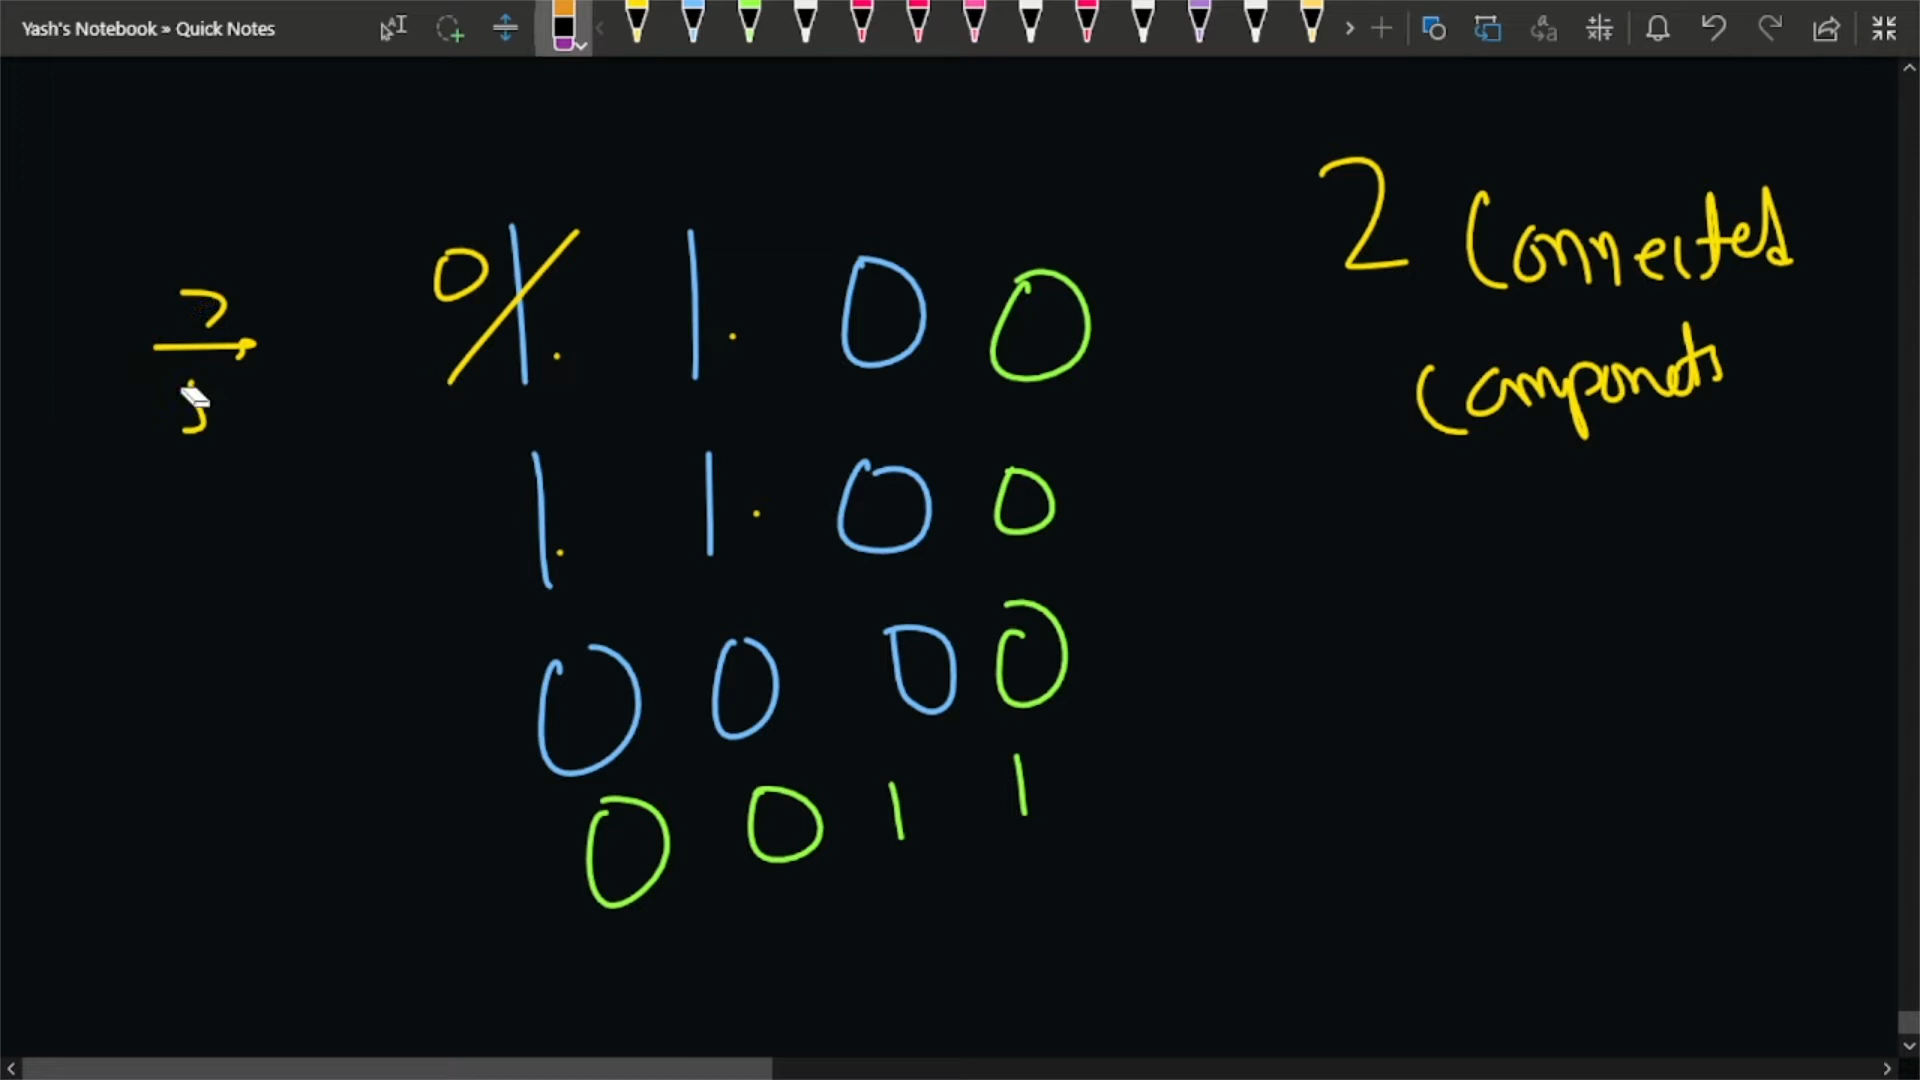 Yash's Notebook » Quick Notes
2 Connected
components
0 1 1 0 0
1 1 0 0
0 0 0 0
0 0 1 1